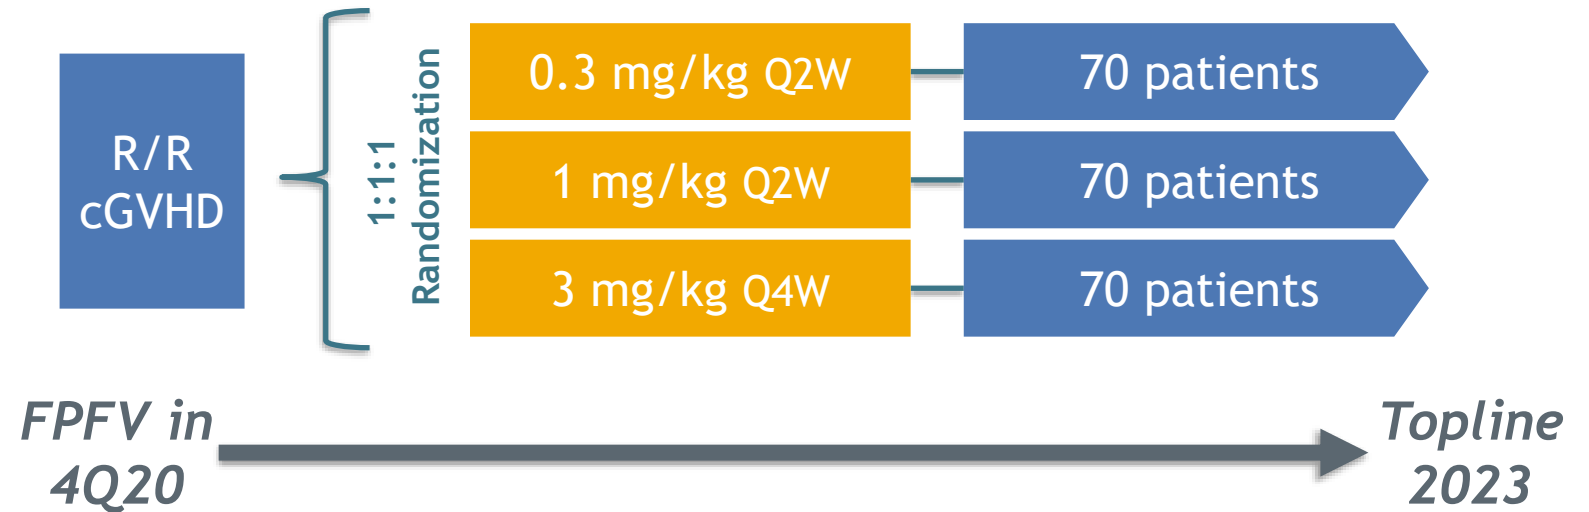 R/R
cGVHD
1:1:1
Randomization
0.3 mg/kg Q2W
70 patients
1 mg/kg Q2W
70 patients
3 mg/kg Q4W
70 patients
FPFV in
4Q20
Topline
2023